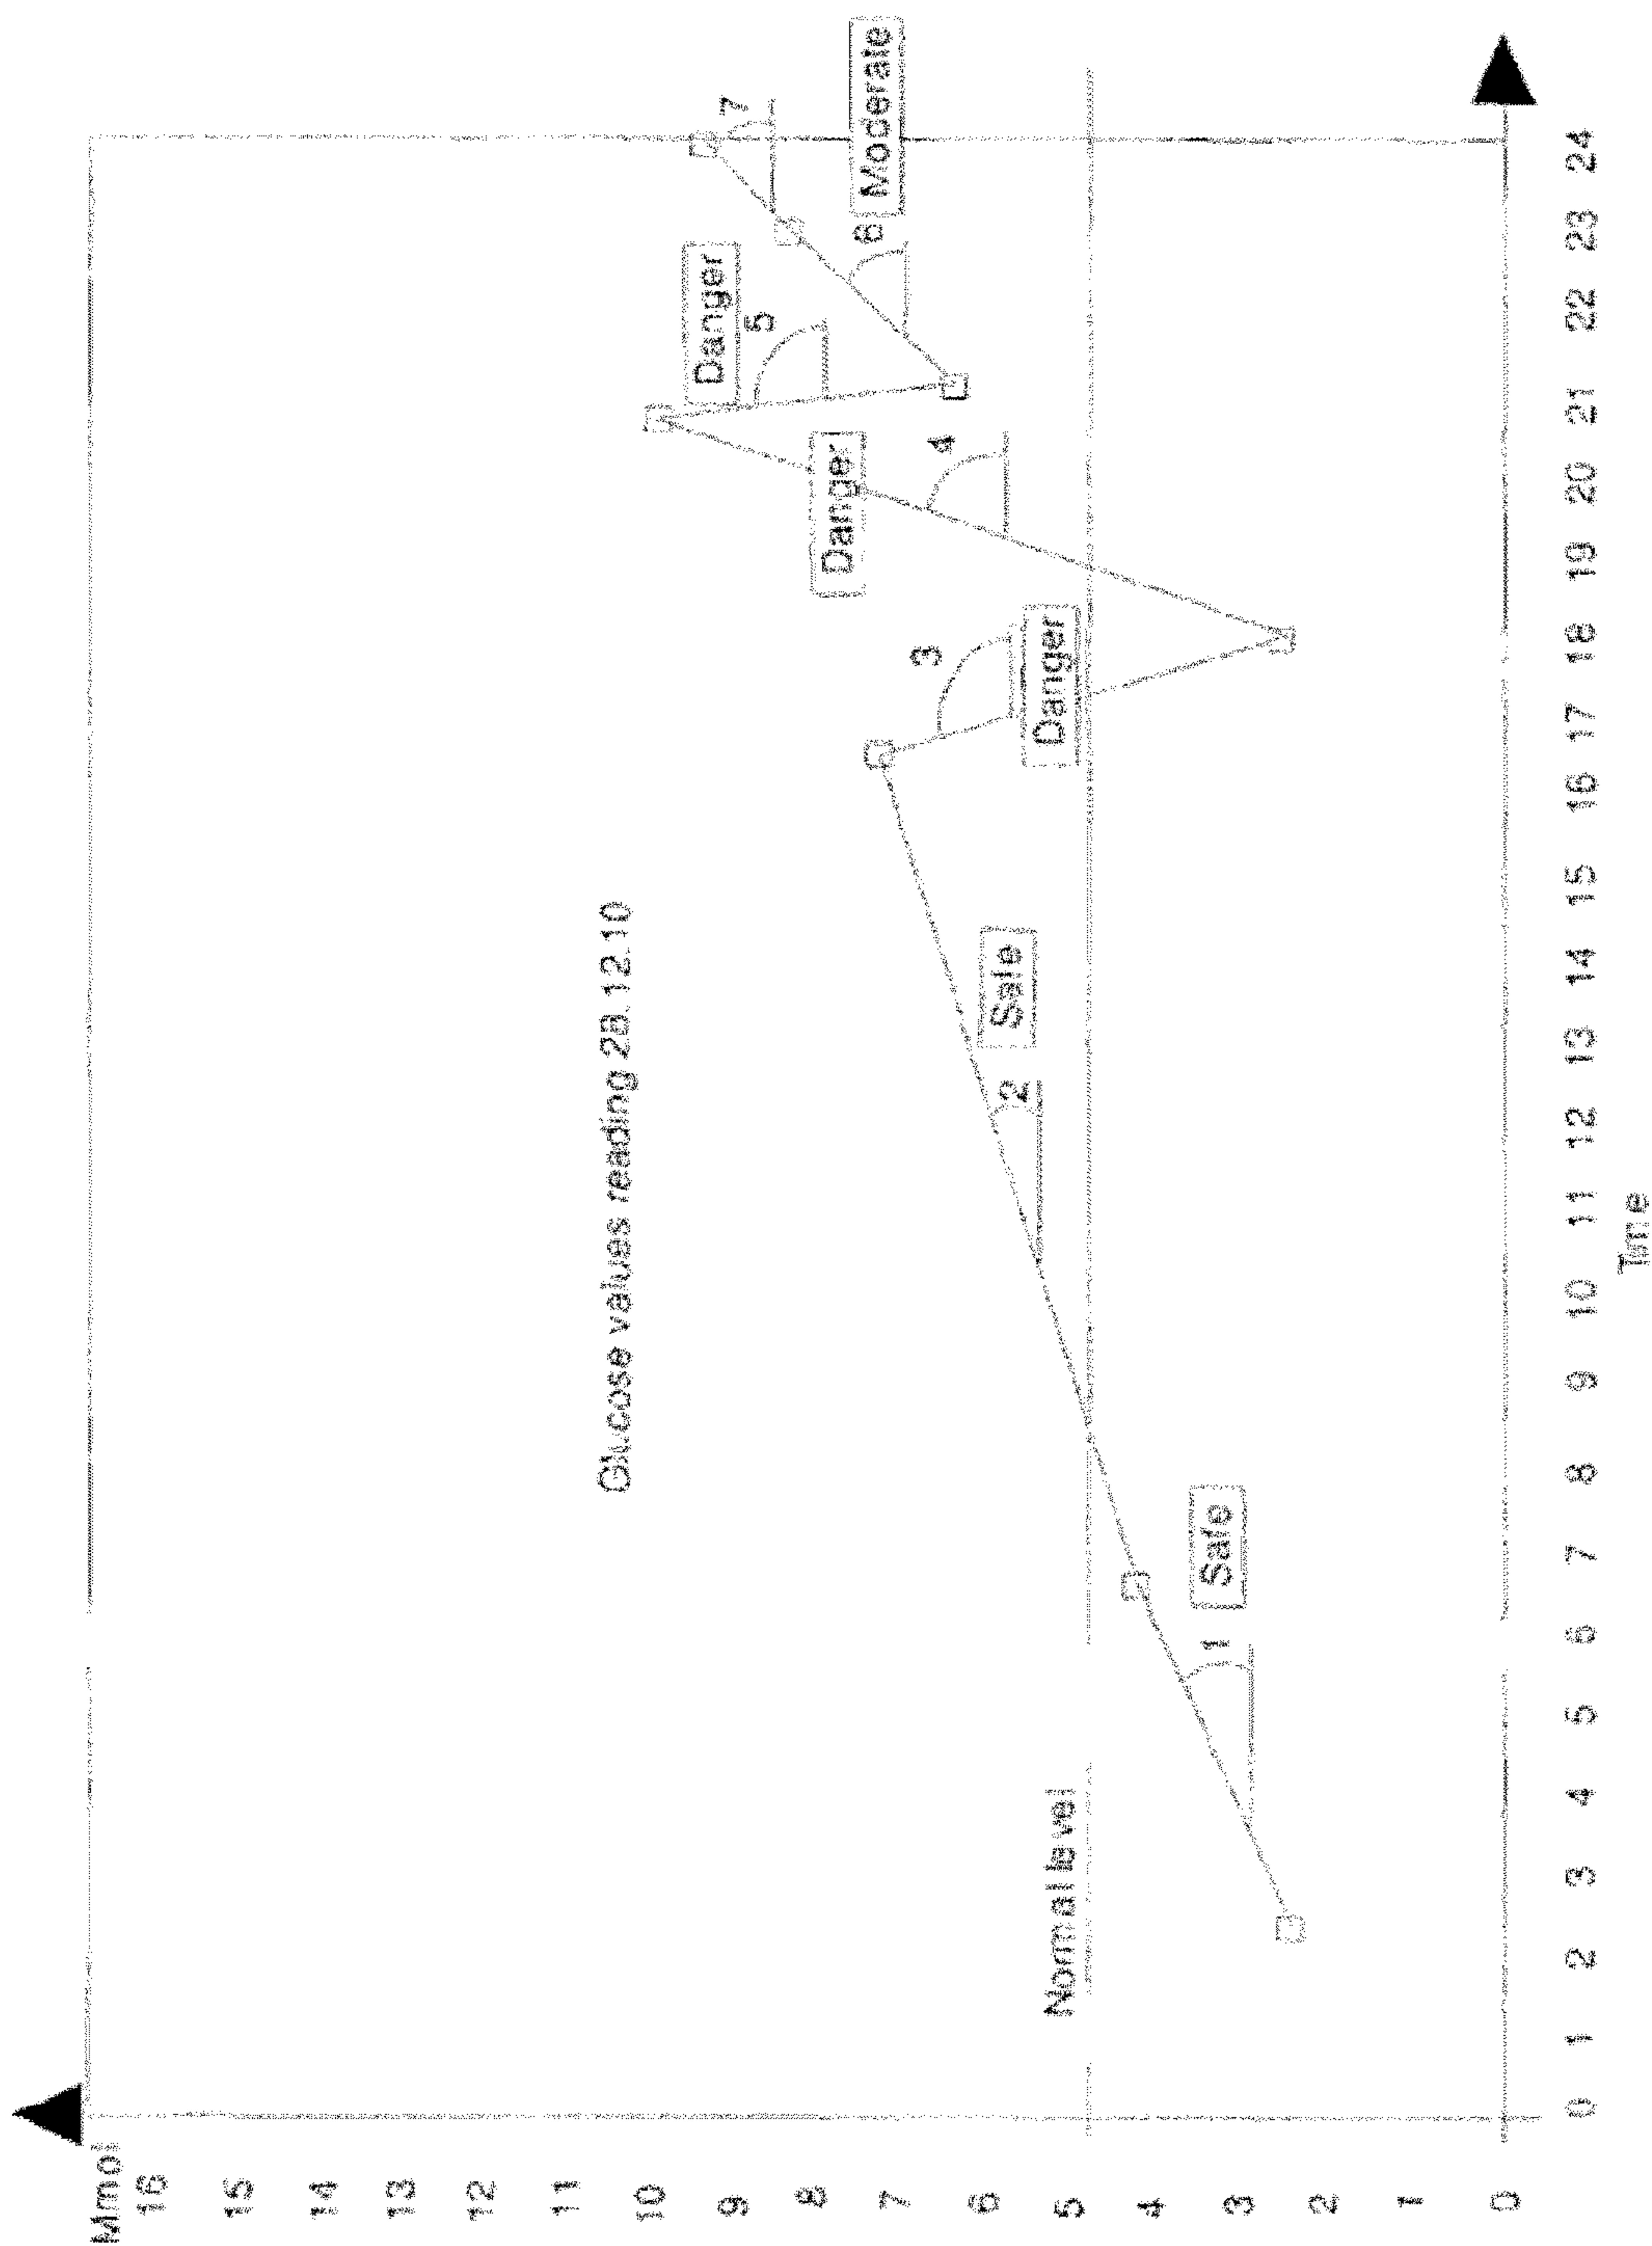 Mmol
16
15
14
13
12
11
10
9
8
7
6
5
4
3
2
1
0
Glucose values reading 28.12.10
Normal level
1
Safe
2
Safe
3
Danger
4
Danger
5
Danger
6
Moderate
7
0 1 2 3 4 5 6 7 8 9 10 11 12 13 14 15 16 17 18 19 20 21 22 23 24
Time